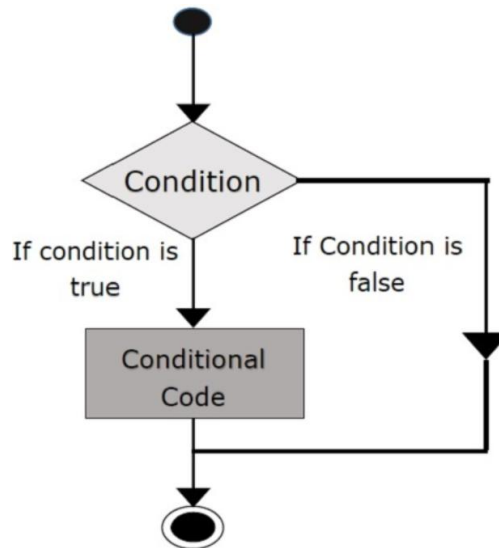 Condition
If condition is
true
If Condition is
false
Conditional
Code